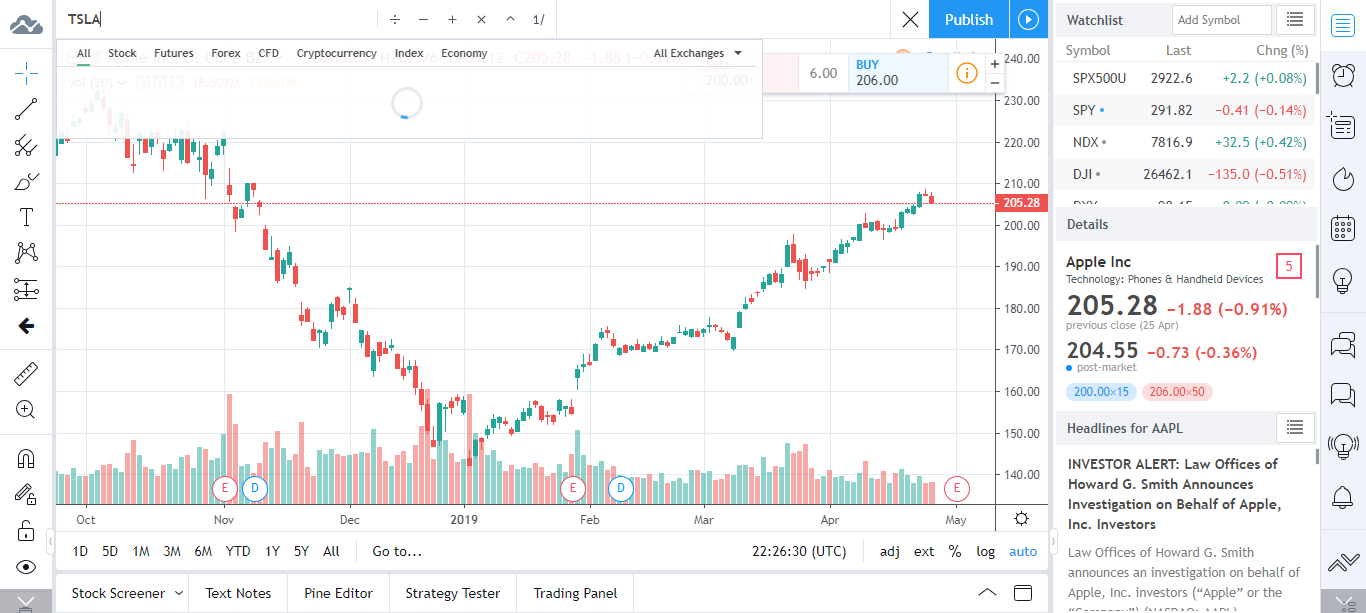 TSLA
÷ − + × ^ 1/
Publish
All Stock Futures Forex CFD Cryptocurrency Index Economy All Exchanges
Vol (20)
200.00
6.00
BUY
206.00
+
−
240.00
230.00
220.00
210.00
205.28
200.00
190.00
180.00
170.00
160.00
150.00
140.00
E D E D E
Oct Nov Dec 2019 Feb Mar Apr May
1D 5D 1M 3M 6M YTD 1Y 5Y All Go to... 22:26:30 (UTC) adj ext % log auto
Stock Screener Text Notes Pine Editor Strategy Tester Trading Panel
Watchlist Add Symbol
Symbol Last Chng (%)
SPX500U 2922.6 +2.2 (+0.08%)
SPY 291.82 −0.41 (−0.14%)
NDX 7816.9 +32.5 (+0.42%)
DJI 26462.1 −135.0 (−0.51%)
Details
Apple Inc 5
Technology: Phones & Handheld Devices
205.28 −1.88 (−0.91%)
previous close (25 Apr)
204.55 −0.73 (−0.36%)
post-market
200.00×15 206.00×50
Headlines for AAPL
INVESTOR ALERT: Law Offices of
Howard G. Smith Announces
Investigation on Behalf of Apple,
Inc. Investors
Law Offices of Howard G. Smith
announces an investigation on behalf of
Apple, Inc. investors (“Apple” or the
“Company”) (NASDAQ: AAPL)